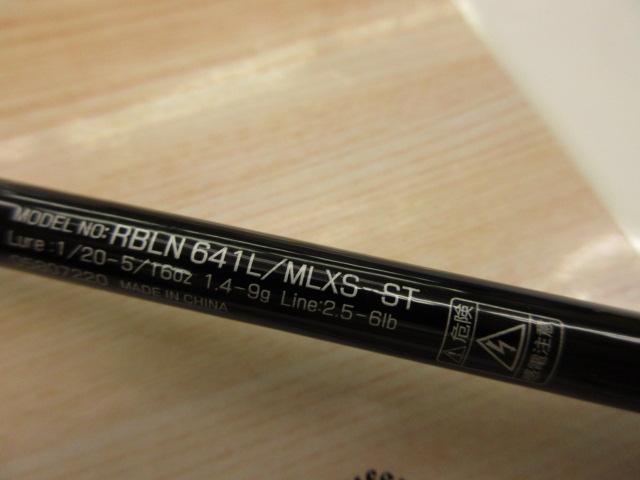 MODEL NO: RBLN 641L/MLXS-ST
Lure :1/20-5/16oz 1.4-9g Line:2.5-6lb
05807220 MADE IN CHINA
危険
感電注意